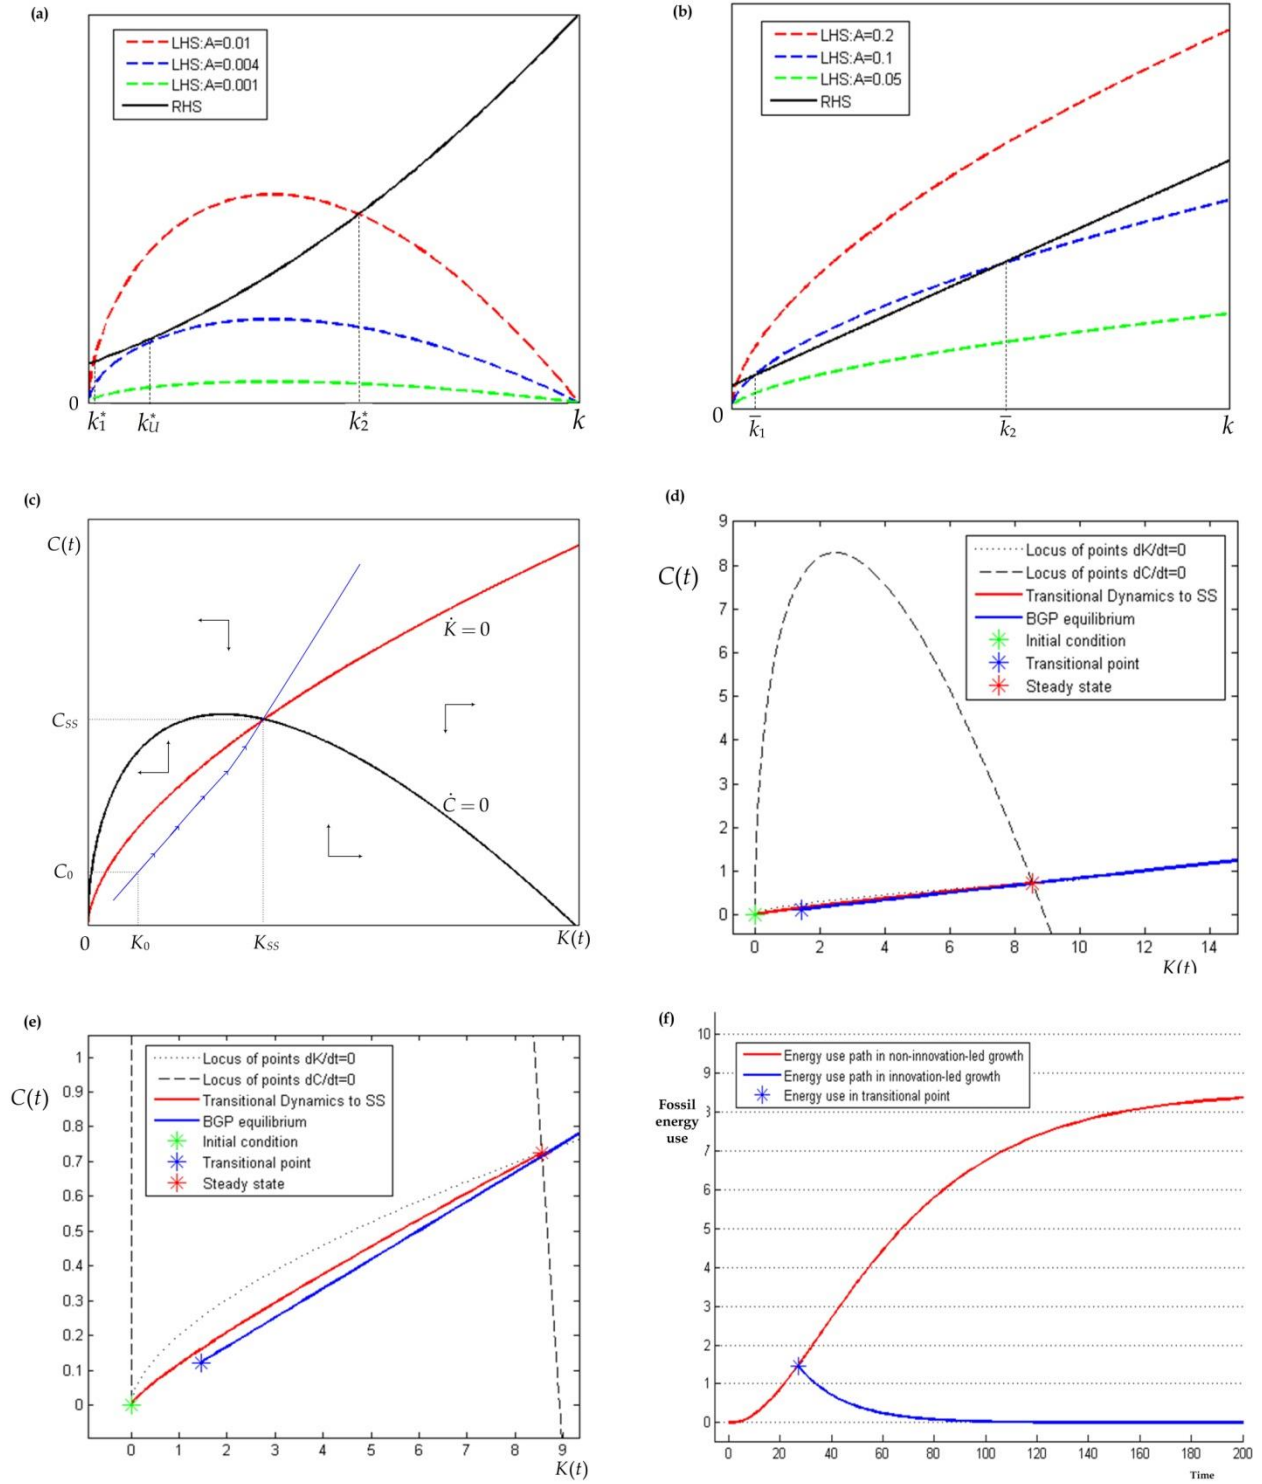 (a)
LHS:A=0.01
LHS:A=0.004
LHS:A=0.001
RHS
0
k₁* k_U* k₂* k
(b)
LHS:A=0.2
LHS:A=0.1
LHS:A=0.05
RHS
0
k̅₁ k̅₂ k
(c)
C(t)
K̇ = 0
C_SS
Ċ = 0
C₀
0 K₀ K_SS K(t)
(d)
C(t)
9
8
7
6
5
4
3
2
1
0
Locus of points dK/dt=0
Locus of points dC/dt=0
Transitional Dynamics to SS
BGP equilibrium
Initial condition
Transitional point
Steady state
0 2 4 6 8 10 12 14
K(t)
(e)
C(t)
1
0.9
0.8
0.7
0.6
0.5
0.4
0.3
0.2
0.1
0
Locus of points dK/dt=0
Locus of points dC/dt=0
Transitional Dynamics to SS
BGP equilibrium
Initial condition
Transitional point
Steady state
0 1 2 3 4 5 6 7 8 9
K(t)
(f)
Fossil
energy
use
10
9
8
7
6
5
4
3
2
1
0
Energy use path in non-innovation-led growth
Energy use path in innovation-led growth
Energy use in transitional point
0 20 40 60 80 100 120 140 160 180 200
Time